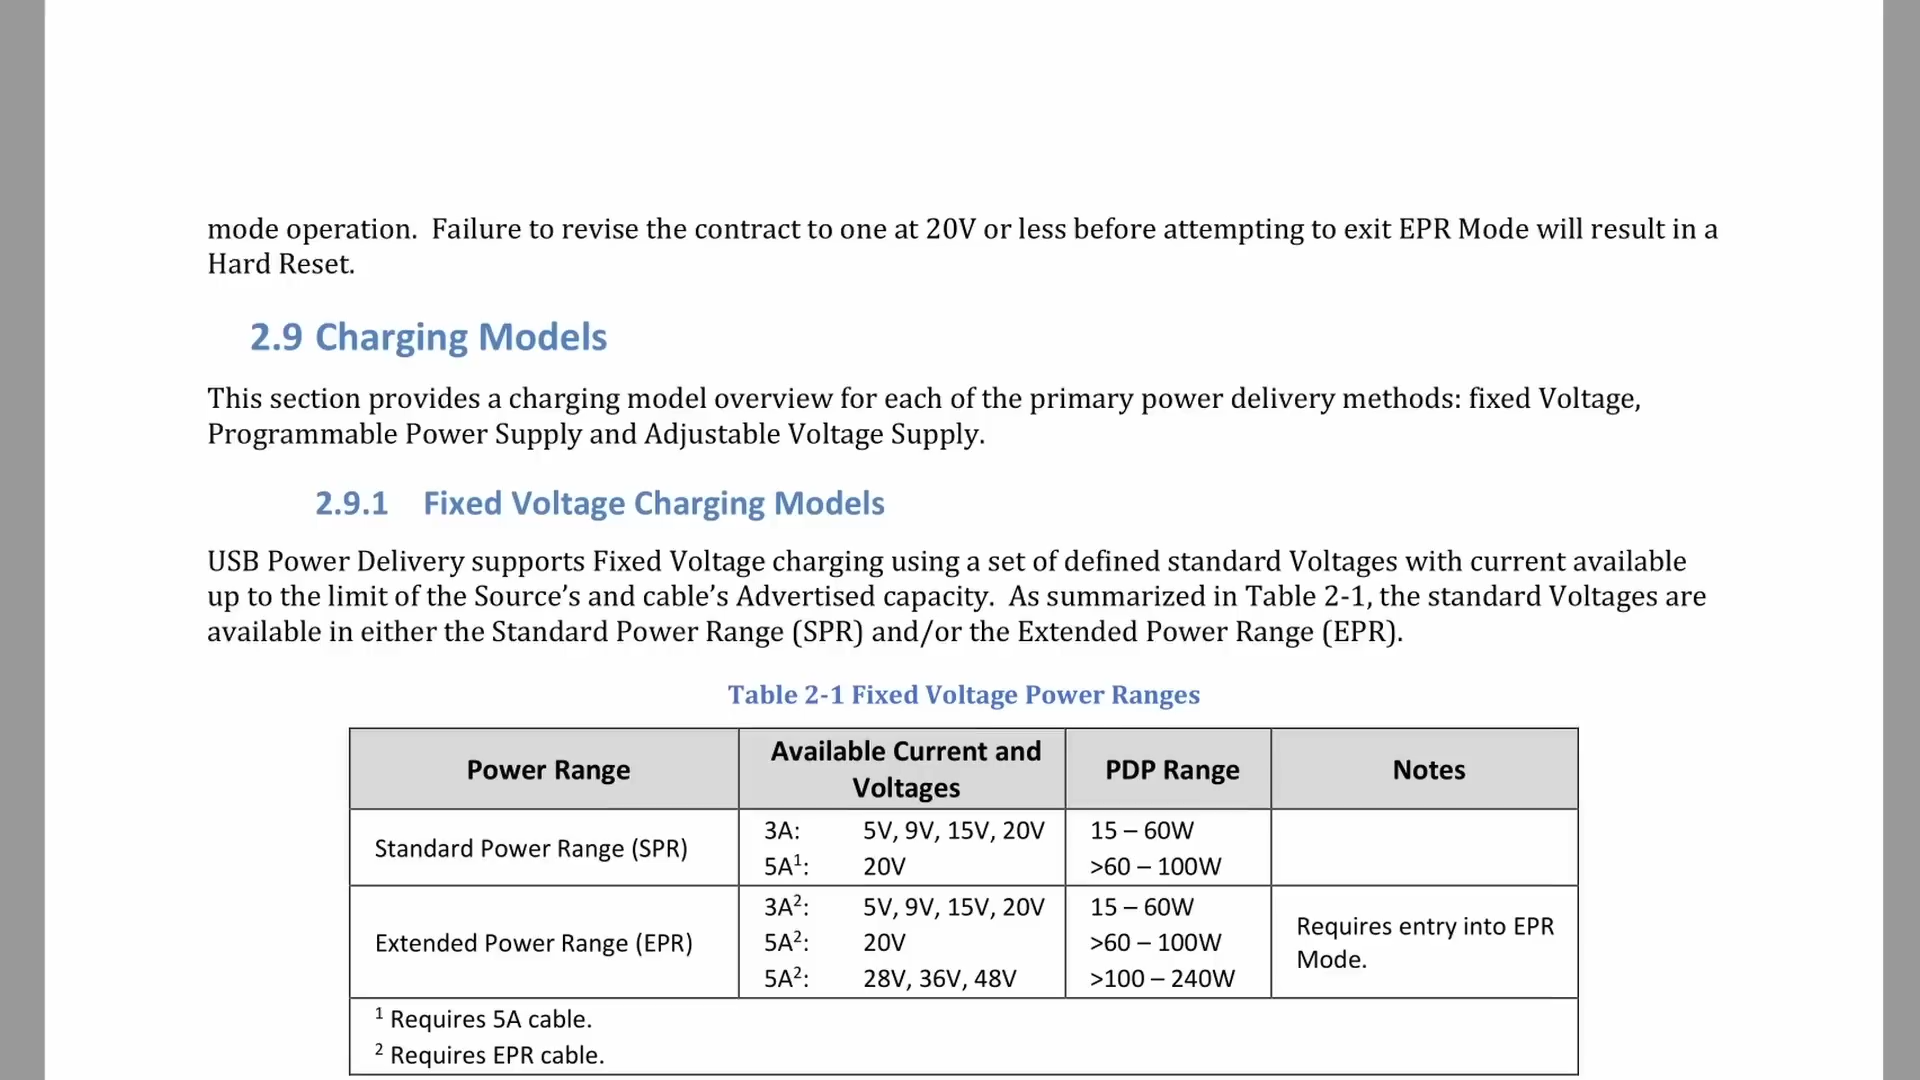 mode operation.  Failure to revise the contract to one at 20V or less before attempting to exit EPR Mode will result in a
Hard Reset.
2.9 Charging Models
This section provides a charging model overview for each of the primary power delivery methods: fixed Voltage,
Programmable Power Supply and Adjustable Voltage Supply.
2.9.1 Fixed Voltage Charging Models
USB Power Delivery supports Fixed Voltage charging using a set of defined standard Voltages with current available
up to the limit of the Source’s and cable’s Advertised capacity.  As summarized in Table 2-1, the standard Voltages are
available in either the Standard Power Range (SPR) and/or the Extended Power Range (EPR).
Table 2-1 Fixed Voltage Power Ranges
Power Range
Available Current and
Voltages
PDP Range
Notes
Standard Power Range (SPR)
3A: 5V, 9V, 15V, 20V
5A¹: 20V
15 – 60W
>60 – 100W
Extended Power Range (EPR)
3A²: 5V, 9V, 15V, 20V
5A²: 20V
5A²: 28V, 36V, 48V
15 – 60W
>60 – 100W
>100 – 240W
Requires entry into EPR
Mode.
¹ Requires 5A cable.
² Requires EPR cable.